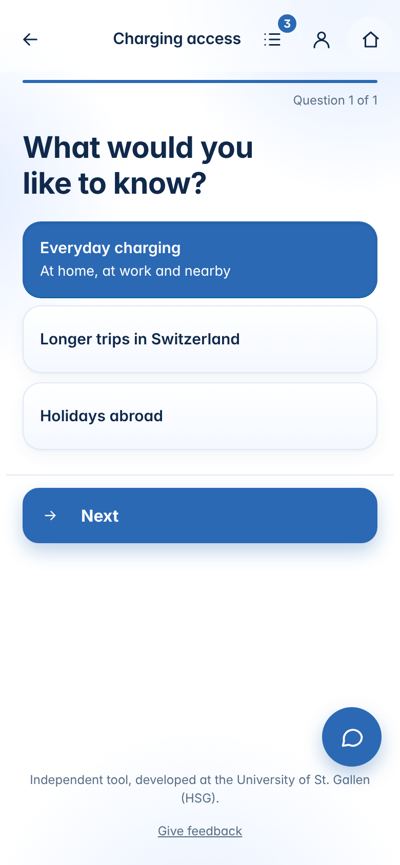 Charging access
3
Question 1 of 1
What would you
like to know?
Everyday charging
At home, at work and nearby
Longer trips in Switzerland
Holidays abroad
Next
Independent tool, developed at the University of St. Gallen
(HSG).
Give feedback